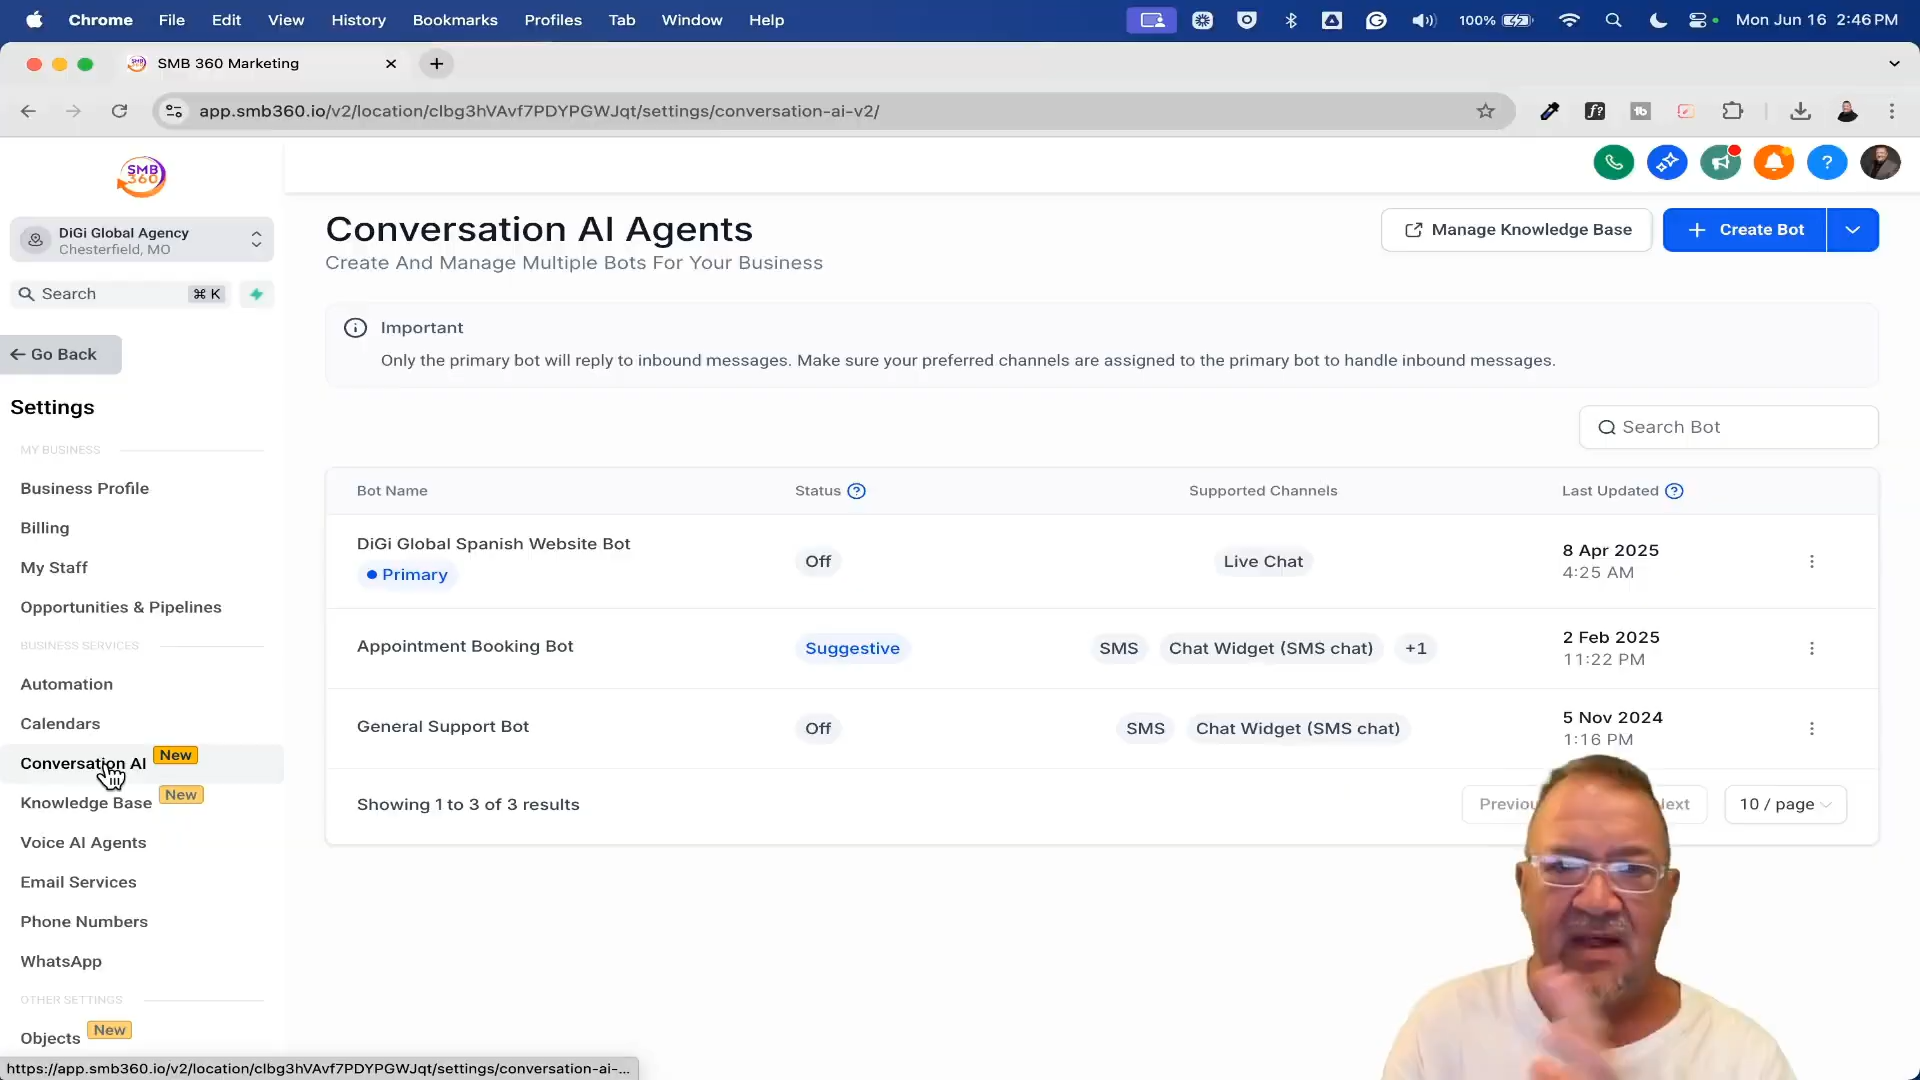 Chrome File Edit View History Bookmarks Profiles Tab Window Help 100% Mon Jun 16 2:46 PM
SMB 360 Marketing
app.smb360.io/v2/location/clbg3hVAvf7PDYPGWJqt/settings/conversation-ai-v2/
SMB
360
DiGi Global Agency
Chesterfield, MO
Search ⌘ K
Go Back
Settings
MY BUSINESS
Business Profile
Billing
My Staff
Opportunities & Pipelines
BUSINESS SERVICES
Automation
Calendars
Conversation AI New
Knowledge Base New
Voice AI Agents
Email Services
Phone Numbers
WhatsApp
OTHER SETTINGS
Objects New
https://app.smb360.io/v2/location/clbg3hVAvf7PDYPGWJqt/settings/conversation-ai-...
Conversation AI Agents
Create And Manage Multiple Bots For Your Business
Manage Knowledge Base
+ Create Bot
Important
Only the primary bot will reply to inbound messages. Make sure your preferred channels are assigned to the primary bot to handle inbound messages.
Search Bot
Bot Name Status ? Supported Channels Last Updated ?
DiGi Global Spanish Website Bot
Primary
Off
Live Chat
8 Apr 2025
4:25 AM
Appointment Booking Bot
Suggestive
SMS Chat Widget (SMS chat) +1
2 Feb 2025
11:22 PM
General Support Bot
Off
SMS Chat Widget (SMS chat)
5 Nov 2024
1:16 PM
Showing 1 to 3 of 3 results
10 / page